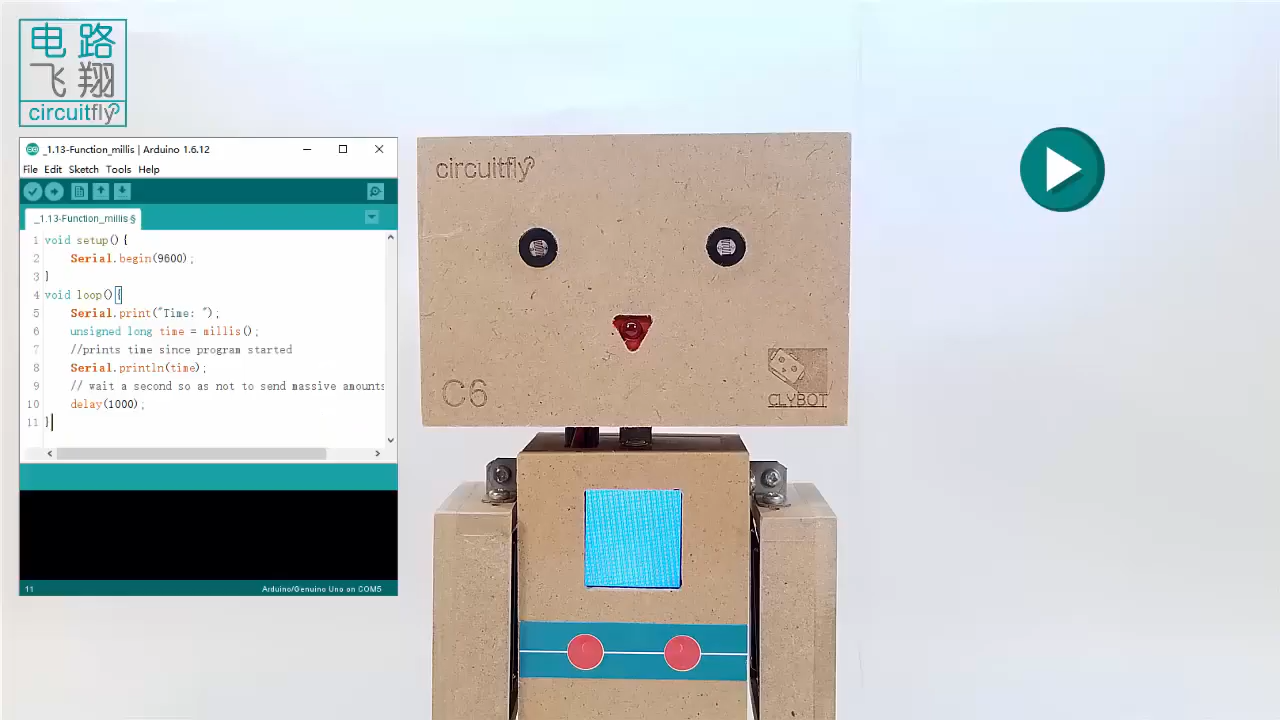 电路
飞翔
circuitfly
_1.13-Function_millis | Arduino 1.6.12
File Edit Sketch Tools Help
_1.13-Function_millis §
1 void setup() {
2 Serial.begin(9600);
3 }
4 void loop(){
5 Serial.print("Time: ");
6 unsigned long time = millis();
7 //prints time since program started
8 Serial.println(time);
9 // wait a second so as not to send massive amounts
10 delay(1000);
11 }
11 Arduino/Genuino Uno on COM5
circuitfly
C6
CLYBOT